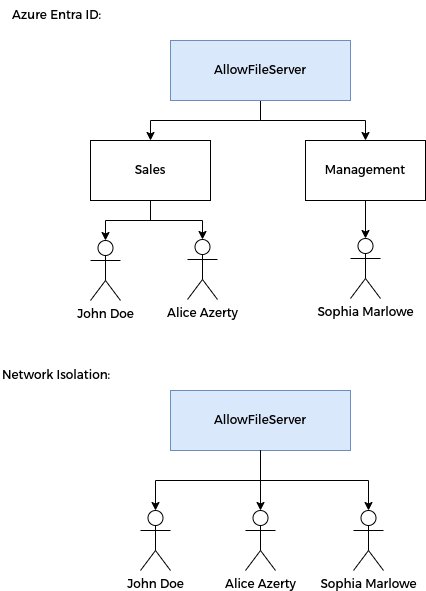 Azure Entra ID:
AllowFileServer
Sales
Management
John Doe
Alice Azerty
Sophia Marlowe
Network Isolation:
AllowFileServer
John Doe
Alice Azerty
Sophia Marlowe